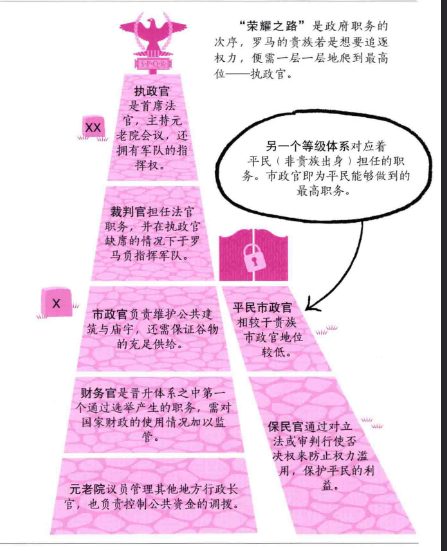 “荣耀之路”是政府职务的
次序，罗马的贵族若是想要追逐
权力，便需一层一层地爬到最高
位——执政官。
S·P·Q·R
执政官
是首席法
官，主持元
老院会议，还
拥有军队的指
挥权。
XX
另一个等级体系对应着
平民（非贵族出身）担任的职
务。市政官即为平民能够做到的
最高职务。
裁判官担任法官
职务，并在执政官
缺席的情况下于罗
马负指挥军队。
X
市政官负责维护公共建
筑与庙宇，还需保证谷物
的充足供给。
平民市政官
相较于贵族
市政官地位
较低。
财务官是晋升体系之中第一
个通过选举产生的职务，需对
国家财政的使用情况加以监
管。
保民官通过对立
法或审判行使否
决权来防止权力滥
用，保护平民的利
益。
元老院议员管理其他地方行政长
官，也负责控制公共资金的调拨。